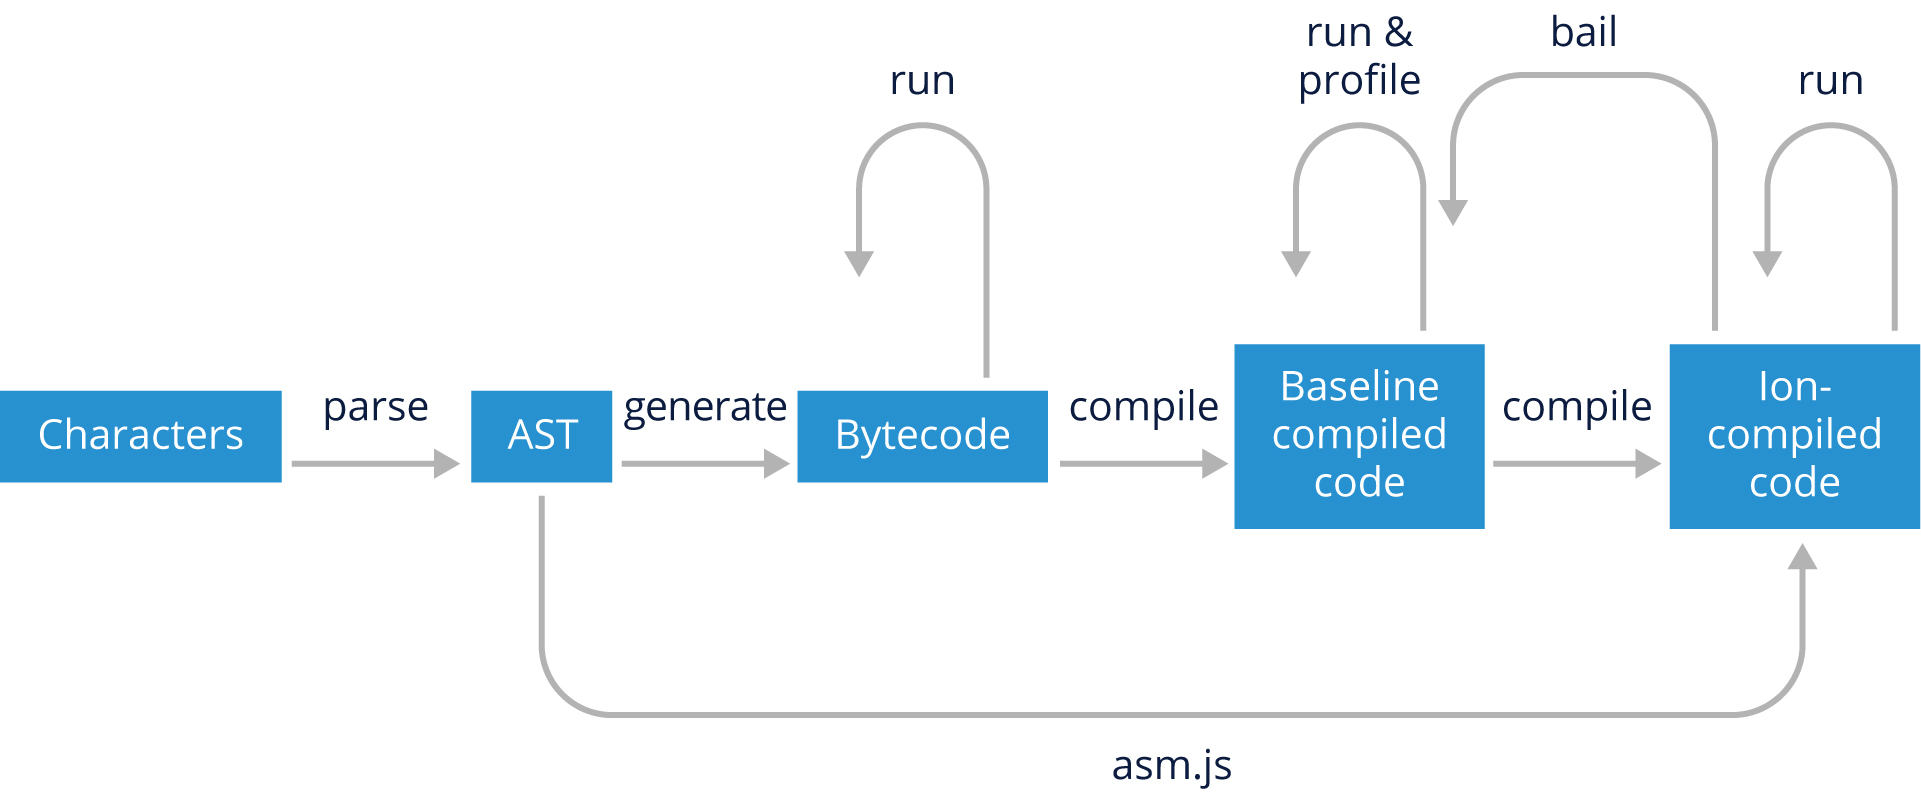 run &
profile
bail
run
run
Characters
parse
AST
generate
Bytecode
compile
Baseline
compiled
code
compile
Ion-
compiled
code
asm.js